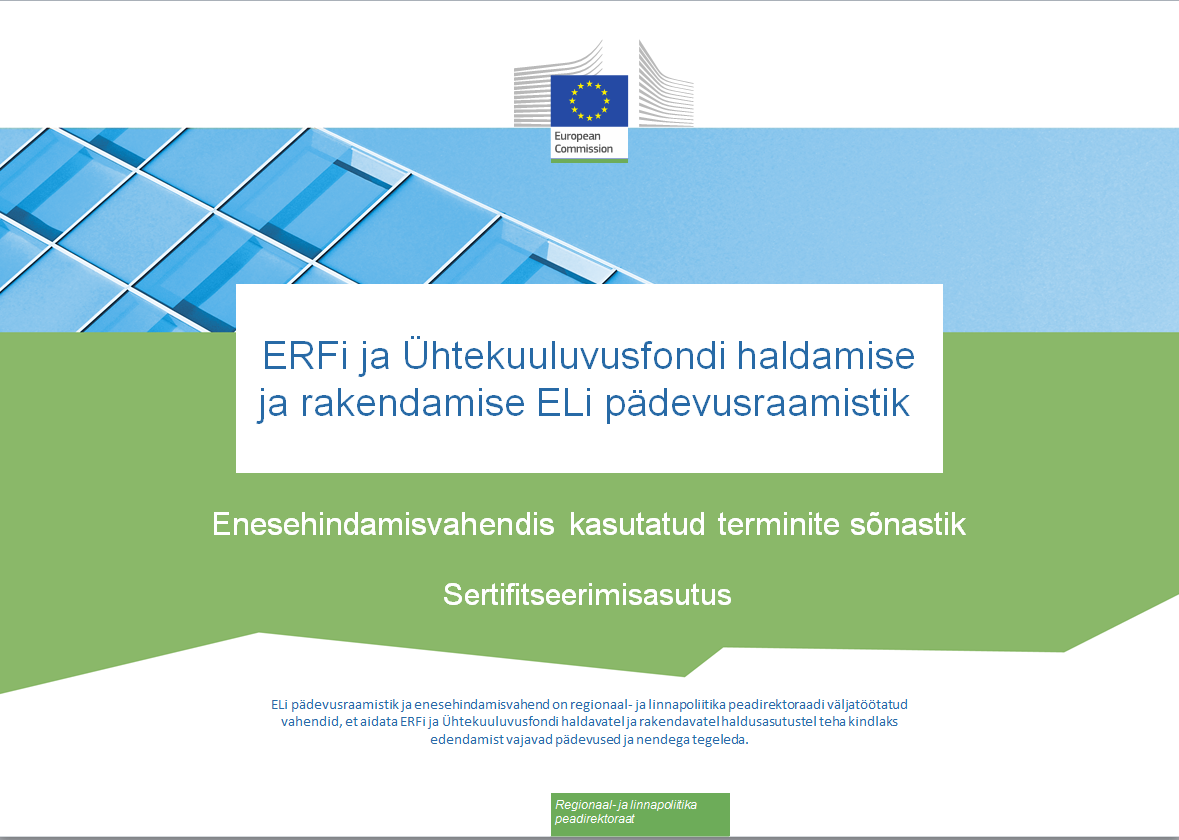 European
Commission
ERFi ja Ühtekuuluvusfondi haldamise
ja rakendamise ELi pädevusraamistik
Enesehindamisvahendis kasutatud terminite sõnastik
Sertifitseerimisasutus
ELi pädevusraamistik ja enesehindamisvahend on regionaal- ja linnapoliitika peadirektoraadi väljatöötatud
vahendid, et aidata ERFi ja Ühtekuuluvusfondi haldavatel ja rakendavatel haldusasutustel teha kindlaks
edendamist vajavad pädevused ja nendega tegeleda.
Regionaal- ja linnapoliitika
peadirektoraat